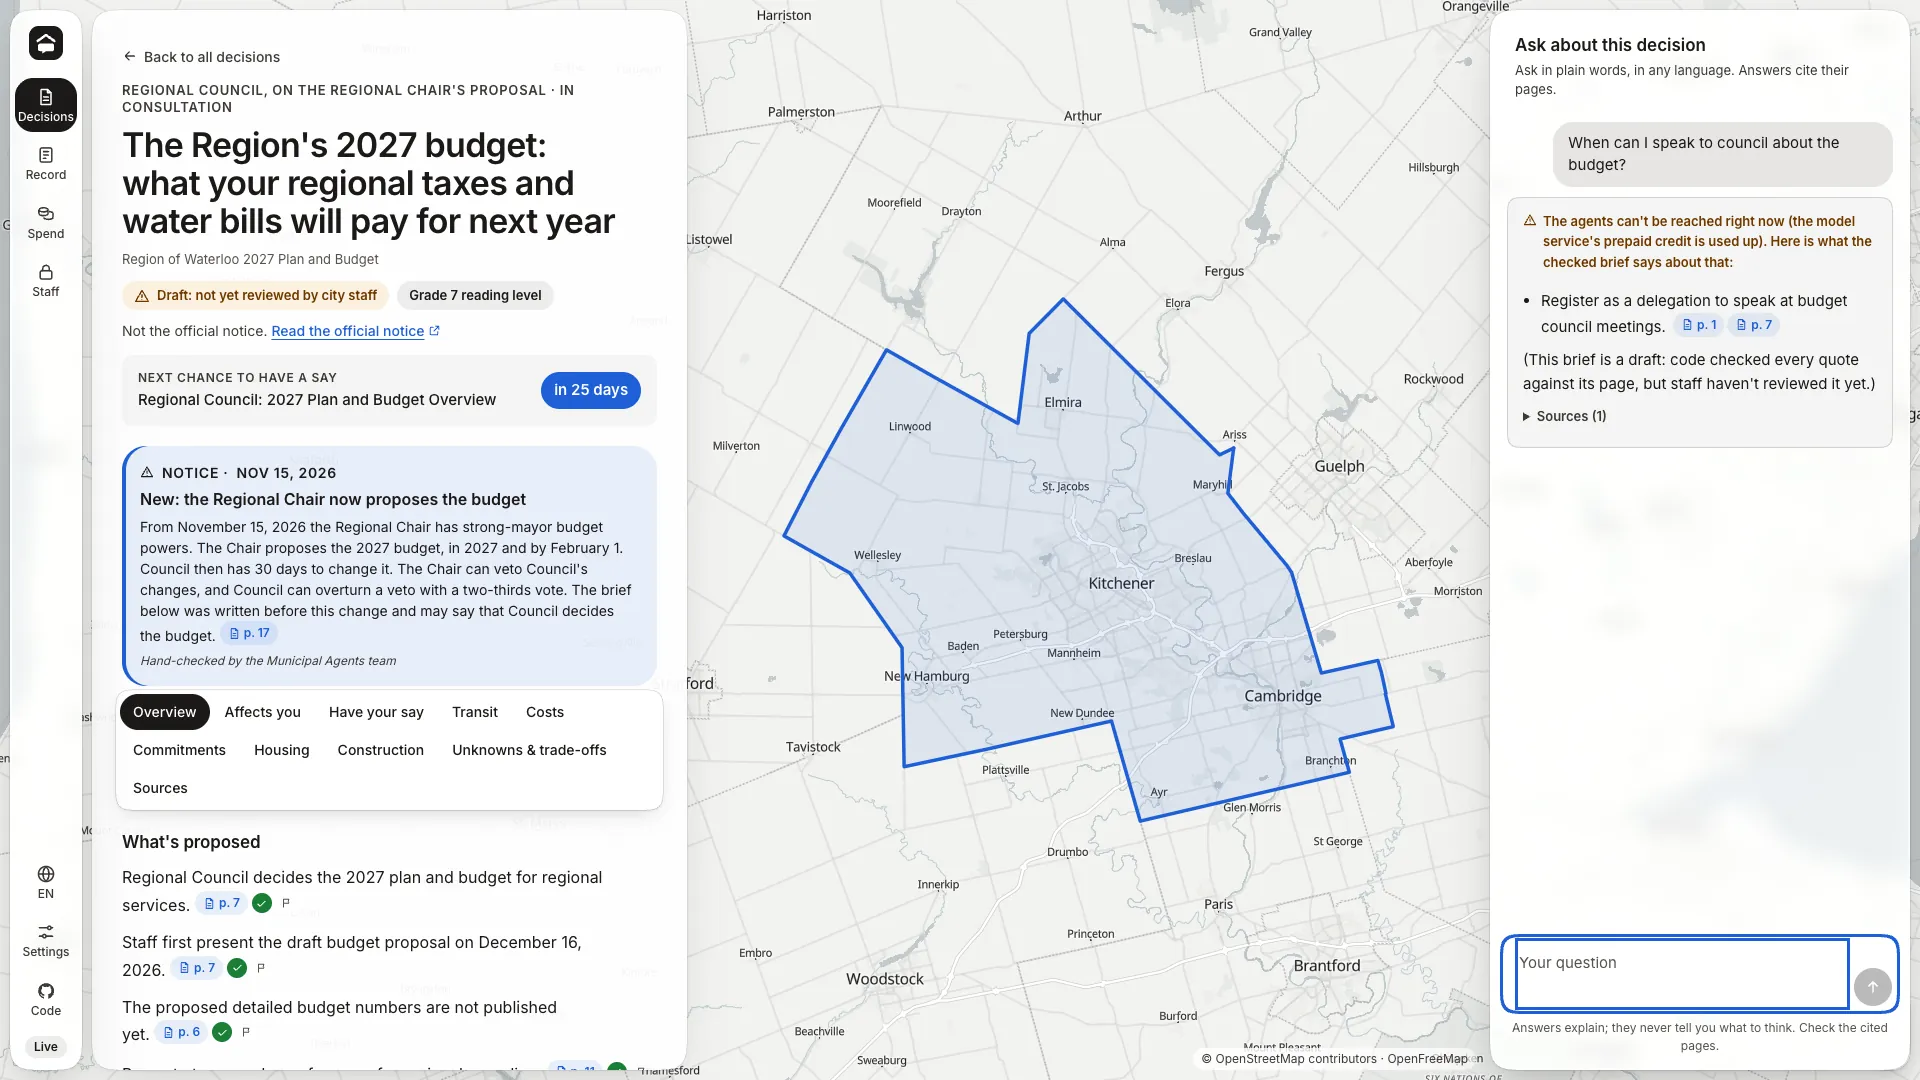 Decisions
Record
Spend
Staff
EN
Settings
Code
Live
Back to all decisions
REGIONAL COUNCIL, ON THE REGIONAL CHAIR'S PROPOSAL · IN
CONSULTATION
The Region's 2027 budget:
what your regional taxes and
water bills will pay for next year
Region of Waterloo 2027 Plan and Budget
Draft: not yet reviewed by city staff
Grade 7 reading level
Not the official notice. Read the official notice
NEXT CHANCE TO HAVE A SAY
Regional Council: 2027 Plan and Budget Overview
in 25 days
NOTICE · NOV 15, 2026
New: the Regional Chair now proposes the budget
From November 15, 2026 the Regional Chair has strong-mayor budget
powers. The Chair proposes the 2027 budget, in 2027 and by February 1.
Council then has 30 days to change it. The Chair can veto Council's
changes, and Council can overturn a veto with a two-thirds vote. The brief
below was written before this change and may say that Council decides
the budget. p. 17
Hand-checked by the Municipal Agents team
Overview Affects you Have your say Transit Costs
Commitments Housing Construction Unknowns & trade-offs
Sources
What's proposed
Regional Council decides the 2027 plan and budget for regional
services. p. 7
Staff first present the draft budget proposal on December 16,
2026. p. 7
The proposed detailed budget numbers are not published
yet. p. 6
Harriston
Orangeville
Grand Valley
Palmerston
Arthur
Hillsburgh
Moorefield
Drayton
Listowel
Alma
Fergus
Elora
Rockwood
Elmira
Linwood
Milverton
Ariss
Guelph
St. Jacobs
Maryhill
Wellesley
Breslau
Aberfoyle
Kitchener
Morriston
Petersburg
Baden
Mannheim
New Hamburg
ford
Cambridge
New Dundee
Tavistock
Plattsville
Branchton
Ayr
Glen Morris
St George
Drumbo
Innerkip
Paris
Princeton
Embro
Brantford
Woodstock
Burford
Beachville
Mount Pleasant
Sweaburg
Thamesford
© OpenStreetMap contributors · OpenFreeMap
SIX NATIONS OF
Ask about this decision
Ask in plain words, in any language. Answers cite their
pages.
When can I speak to council about the
budget?
The agents can't be reached right now (the model
service's prepaid credit is used up). Here is what the
checked brief says about that:
• Register as a delegation to speak at budget
council meetings. p. 1 p. 7
(This brief is a draft: code checked every quote
against its page, but staff haven't reviewed it yet.)
Sources (1)
Your question
Answers explain; they never tell you what to think. Check the cited
pages.